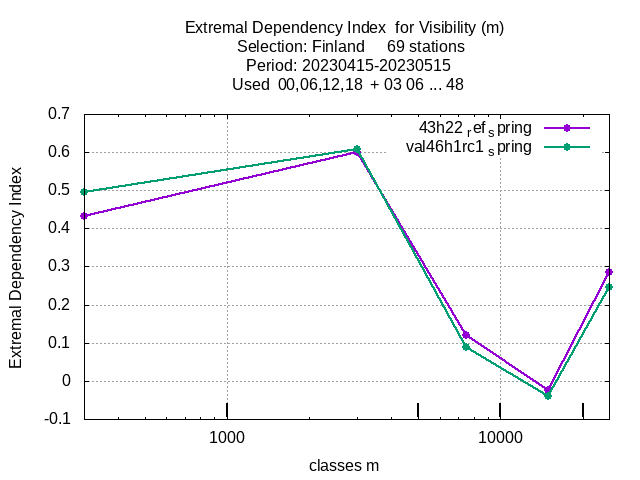 Extremal Dependency Index  for Visibility (m)
Selection: Finland     69 stations
Period: 20230415-20230515
Used  00,06,12,18  + 03 06 ... 48
43h22 ref spring
val46h1rc1 spring
Extremal Dependency Index
0.7
0.6
0.5
0.4
0.3
0.2
0.1
0
-0.1
1000
10000
classes m